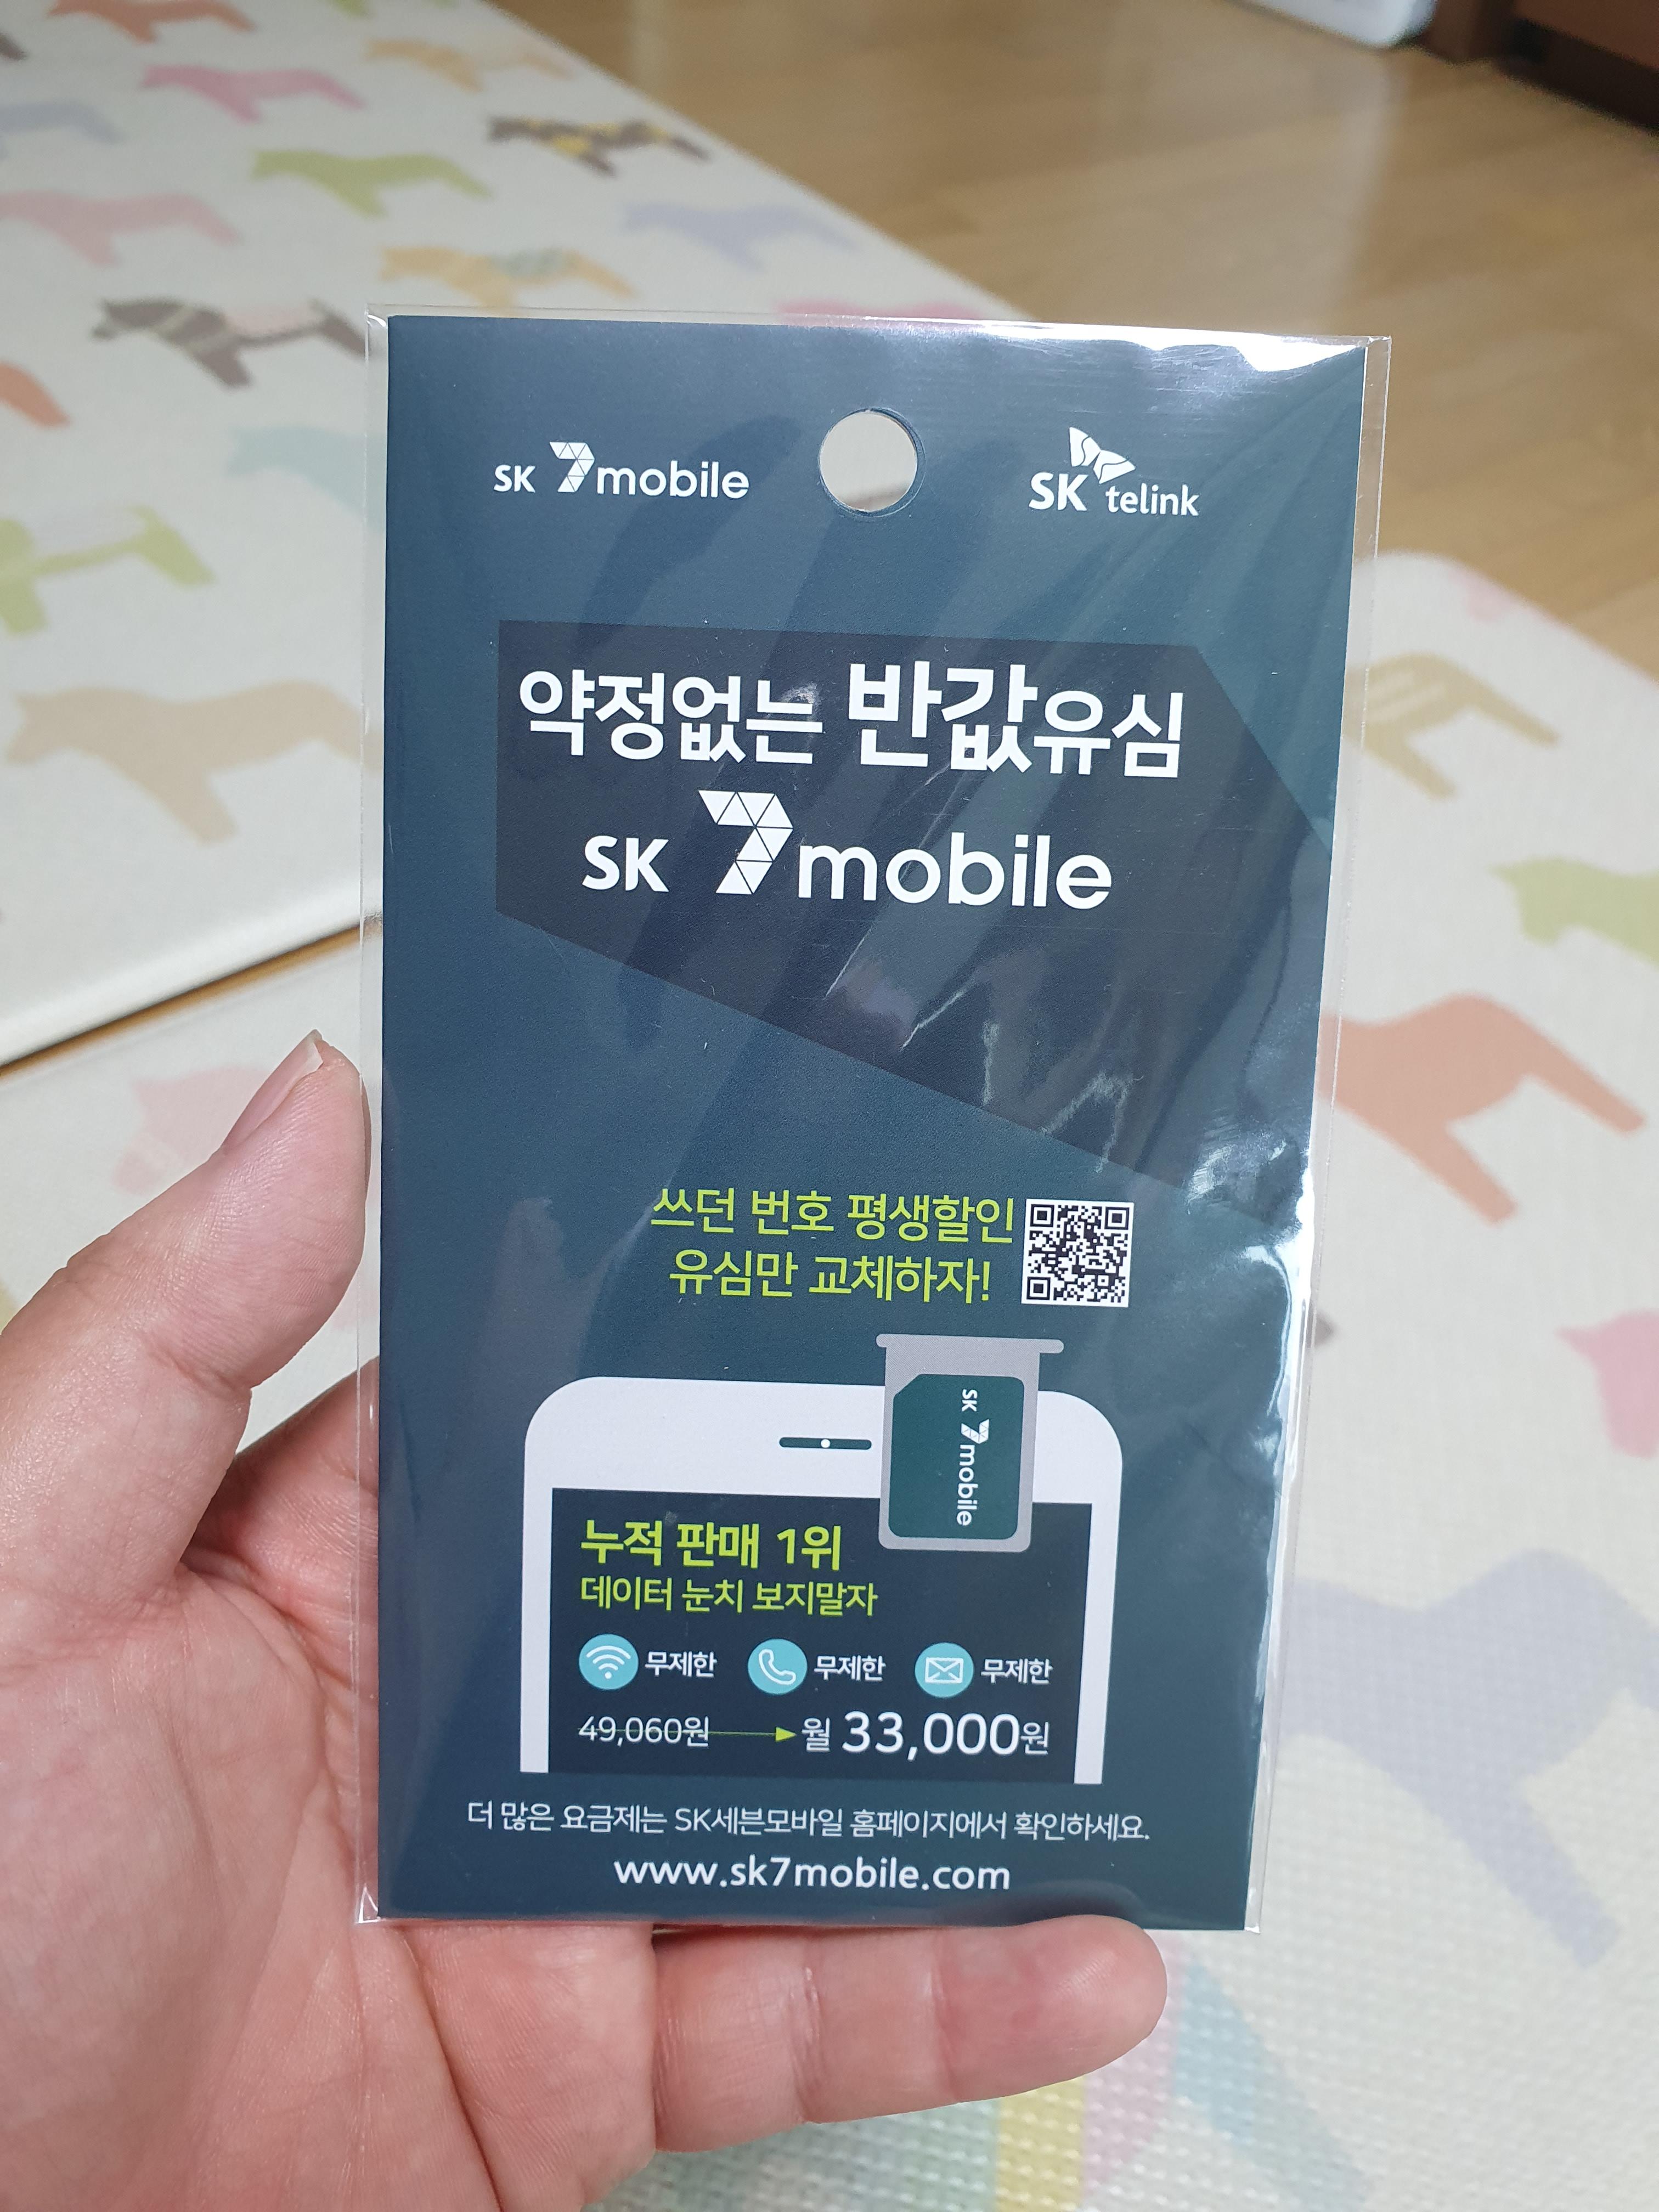 SK 7mobile
SK telink
약정없는 반값유심
SK 7mobile
쓰던 번호 평생할인
유심만 교체하자!
SK 7mobile
누적 판매 1위
데이터 눈치 보지말자
무제한 무제한 무제한
49,060원 월 33,000원
더 많은 요금제는 SK세븐모바일 홈페이지에서 확인하세요.
www.sk7mobile.com